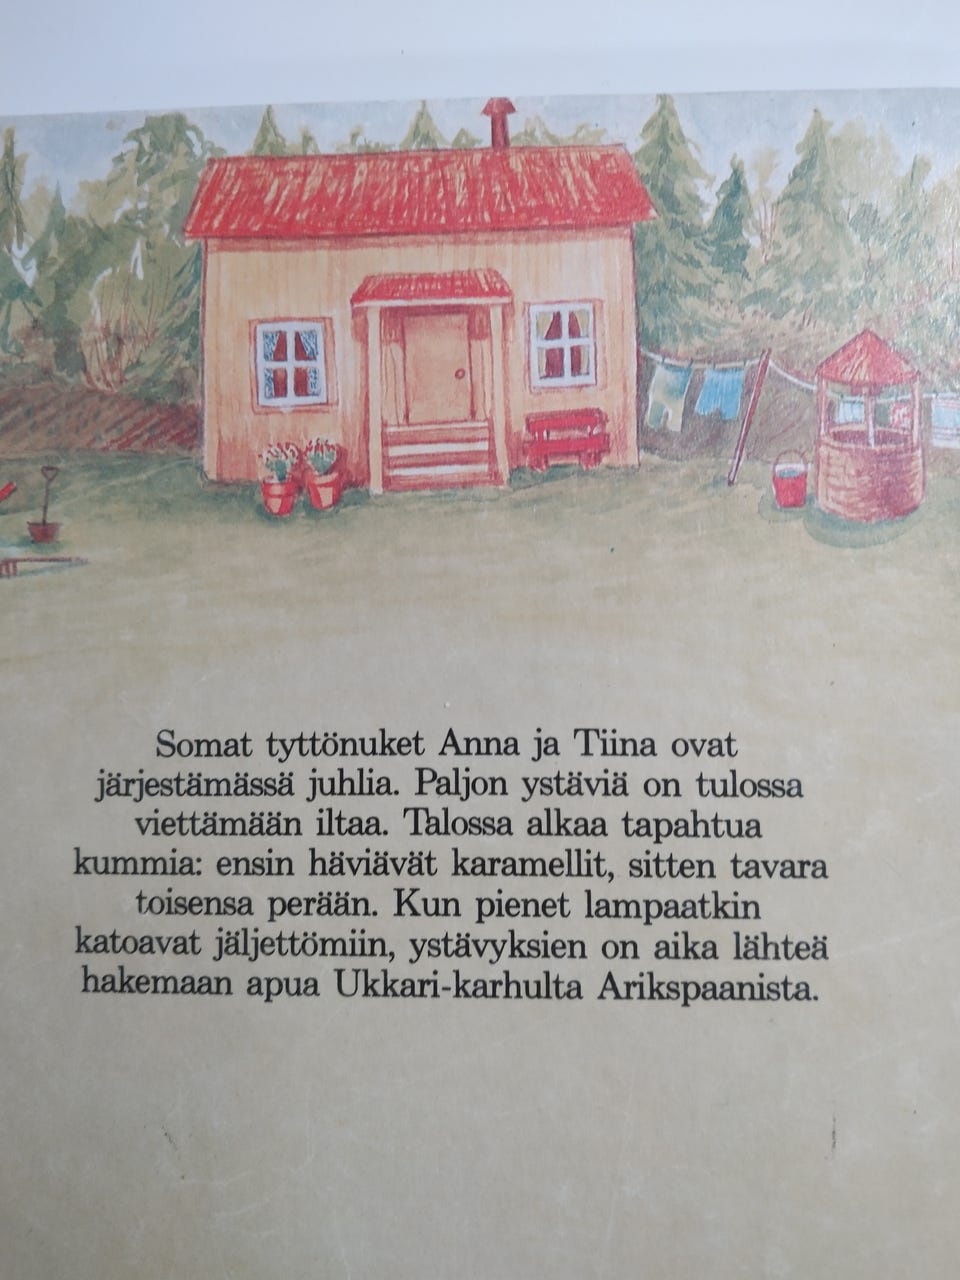 Somat tyttönuket Anna ja Tiina ovat
järjestämässä juhlia. Paljon ystäviä on tulossa
viettämään iltaa. Talossa alkaa tapahtua
kummia: ensin häviävät karamellit, sitten tavara
toisensa perään. Kun pienet lampaatkin
katoavat jäljettömiin, ystävyksien on aika lähteä
hakemaan apua Ukkari-karhulta Arikspaanista.